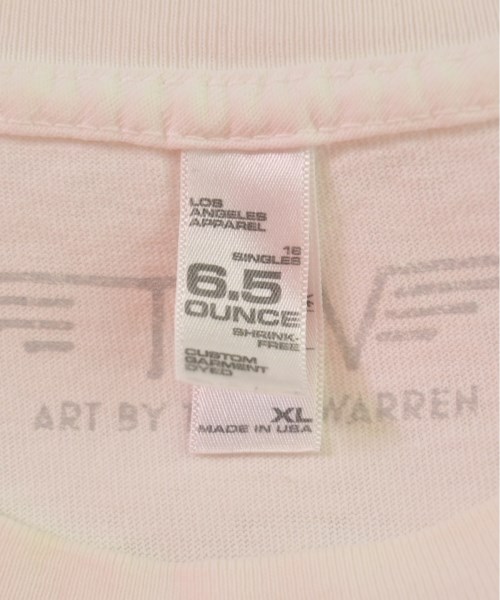 LOS
ANGELES
APPAREL
16
SINGLES
6.5
OUNCE
SHRINK-
FREE
CUSTOM
GARMENT
DYED
XL
MADE IN USA
ART BY WARREN